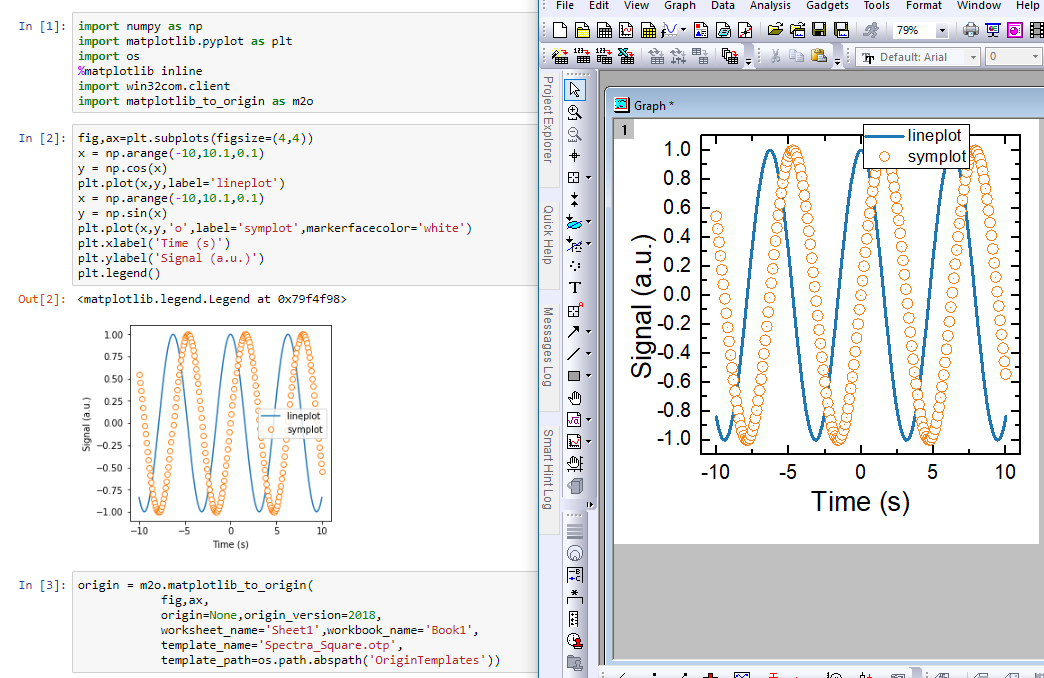 In [1]:
import numpy as np
import matplotlib.pyplot as plt
import os
%matplotlib inline
import win32com.client
import matplotlib_to_origin as m2o
In [2]:
fig,ax=plt.subplots(figsize=(4,4))
x = np.arange(-10,10.1,0.1)
y = np.cos(x)
plt.plot(x,y,label='lineplot')
x = np.arange(-10,10.1,0.1)
y = np.sin(x)
plt.plot(x,y,'o',label='symplot',markerfacecolor='white')
plt.xlabel('Time (s)')
plt.ylabel('Signal (a.u.)')
plt.legend()
Out[2]: <matplotlib.legend.Legend at 0x79f4f98>
1.00
0.75
0.50
0.25
0.00
−0.25
−0.50
−0.75
−1.00
Signal (a.u.)
lineplot
symplot
−10 −5 0 5 10
Time (s)
In [3]:
origin = m2o.matplotlib_to_origin(
fig,ax,
origin=None,origin_version=2018,
worksheet_name='Sheet1',workbook_name='Book1',
template_name='Spectra_Square.otp',
template_path=os.path.abspath('OriginTemplates'))
File Edit View Graph Data Analysis Gadgets Tools Format Window Help
79%
Default: Arial
0
Project Explorer
Quick Help
Messages Log
Smart Hint Log
Graph *
1
lineplot
symplot
1.0
0.8
0.6
0.4
0.2
0.0
-0.2
-0.4
-0.6
-0.8
-1.0
Signal (a.u.)
-10 -5 0 5 10
Time (s)